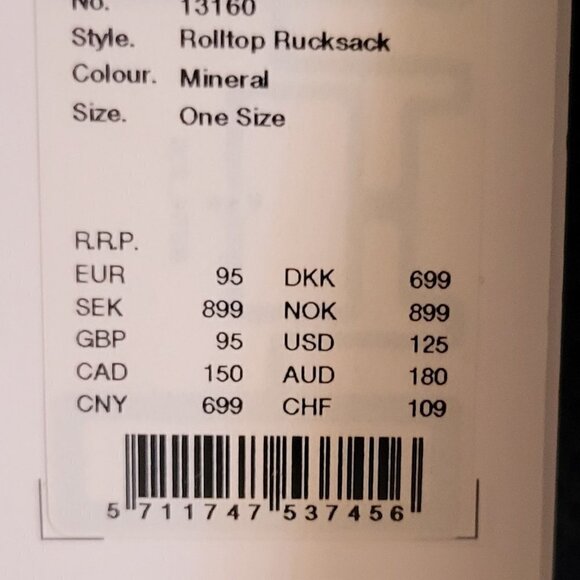 No. 13160
Style. Rolltop Rucksack
Colour. Mineral
Size. One Size
R.R.P.
EUR 95 DKK 699
SEK 899 NOK 899
GBP 95 USD 125
CAD 150 AUD 180
CNY 699 CHF 109
5 711747 537456